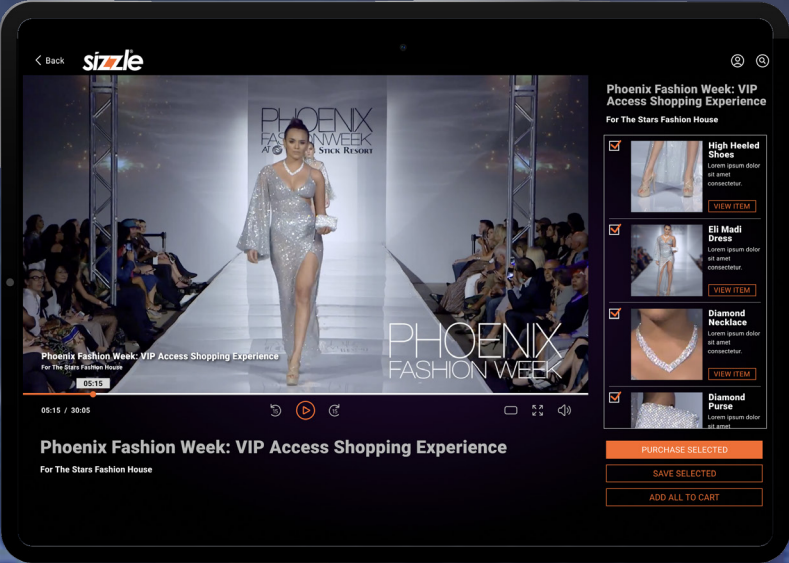 Back
sizzle
PHOENIX
FASHION WEEK
AT STICK RESORT
PHOENIX
FASHION WEEK
Phoenix Fashion Week: VIP Access Shopping Experience
For The Stars Fashion House
05:15
05:15 / 30:05
15
15
Phoenix Fashion Week: VIP Access Shopping Experience
For The Stars Fashion House
Phoenix Fashion Week: VIP
Access Shopping Experience
For The Stars Fashion House
High Heeled
Shoes
Lorem ipsum dolor
sit amet
consectetur.
VIEW ITEM
Eli Madi
Dress
Lorem ipsum dolor
sit amet
consectetur.
VIEW ITEM
Diamond
Necklace
Lorem ipsum dolor
sit amet
consectetur.
VIEW ITEM
Diamond
Purse
Lorem ipsum dolor
sit amet
PURCHASE SELECTED
SAVE SELECTED
ADD ALL TO CART